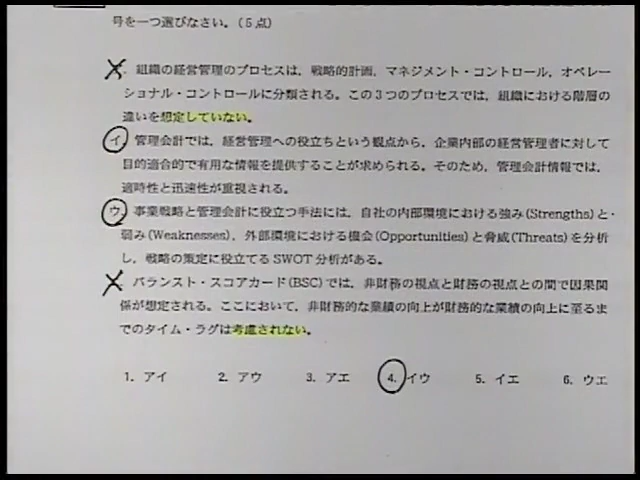 号を一つ選びなさい。(5点)
組織の経営管理のプロセスは，戦略的計画，マネジメント・コントロール，オペレー
ショナル・コントロールに分類される。この3つのプロセスでは，組織における階層の
違いを想定していない。
イ. 管理会計では，経営管理への役立ちという観点から，企業内部の経営管理者に対して
目的適合的で有用な情報を提供することが求められる。そのため，管理会計情報では，
適時性と迅速性が重視される。
ウ. 事業戦略と管理会計に役立つ手法には，自社の内部環境における強み(Strengths)と
弱み(Weaknesses)，外部環境における機会(Opportunities)と脅威(Threats)を分析
し，戦略の策定に役立てるSWOT分析がある。
バランスト・スコアカード(BSC)では，非財務の視点と財務の視点との間で因果関
係が想定される。ここにおいて，非財務的な業績の向上が財務的な業績の向上に至るま
でのタイム・ラグは考慮されない。
1. アイ 2. アウ 3. アエ 4. イウ 5. イエ 6. ウエ